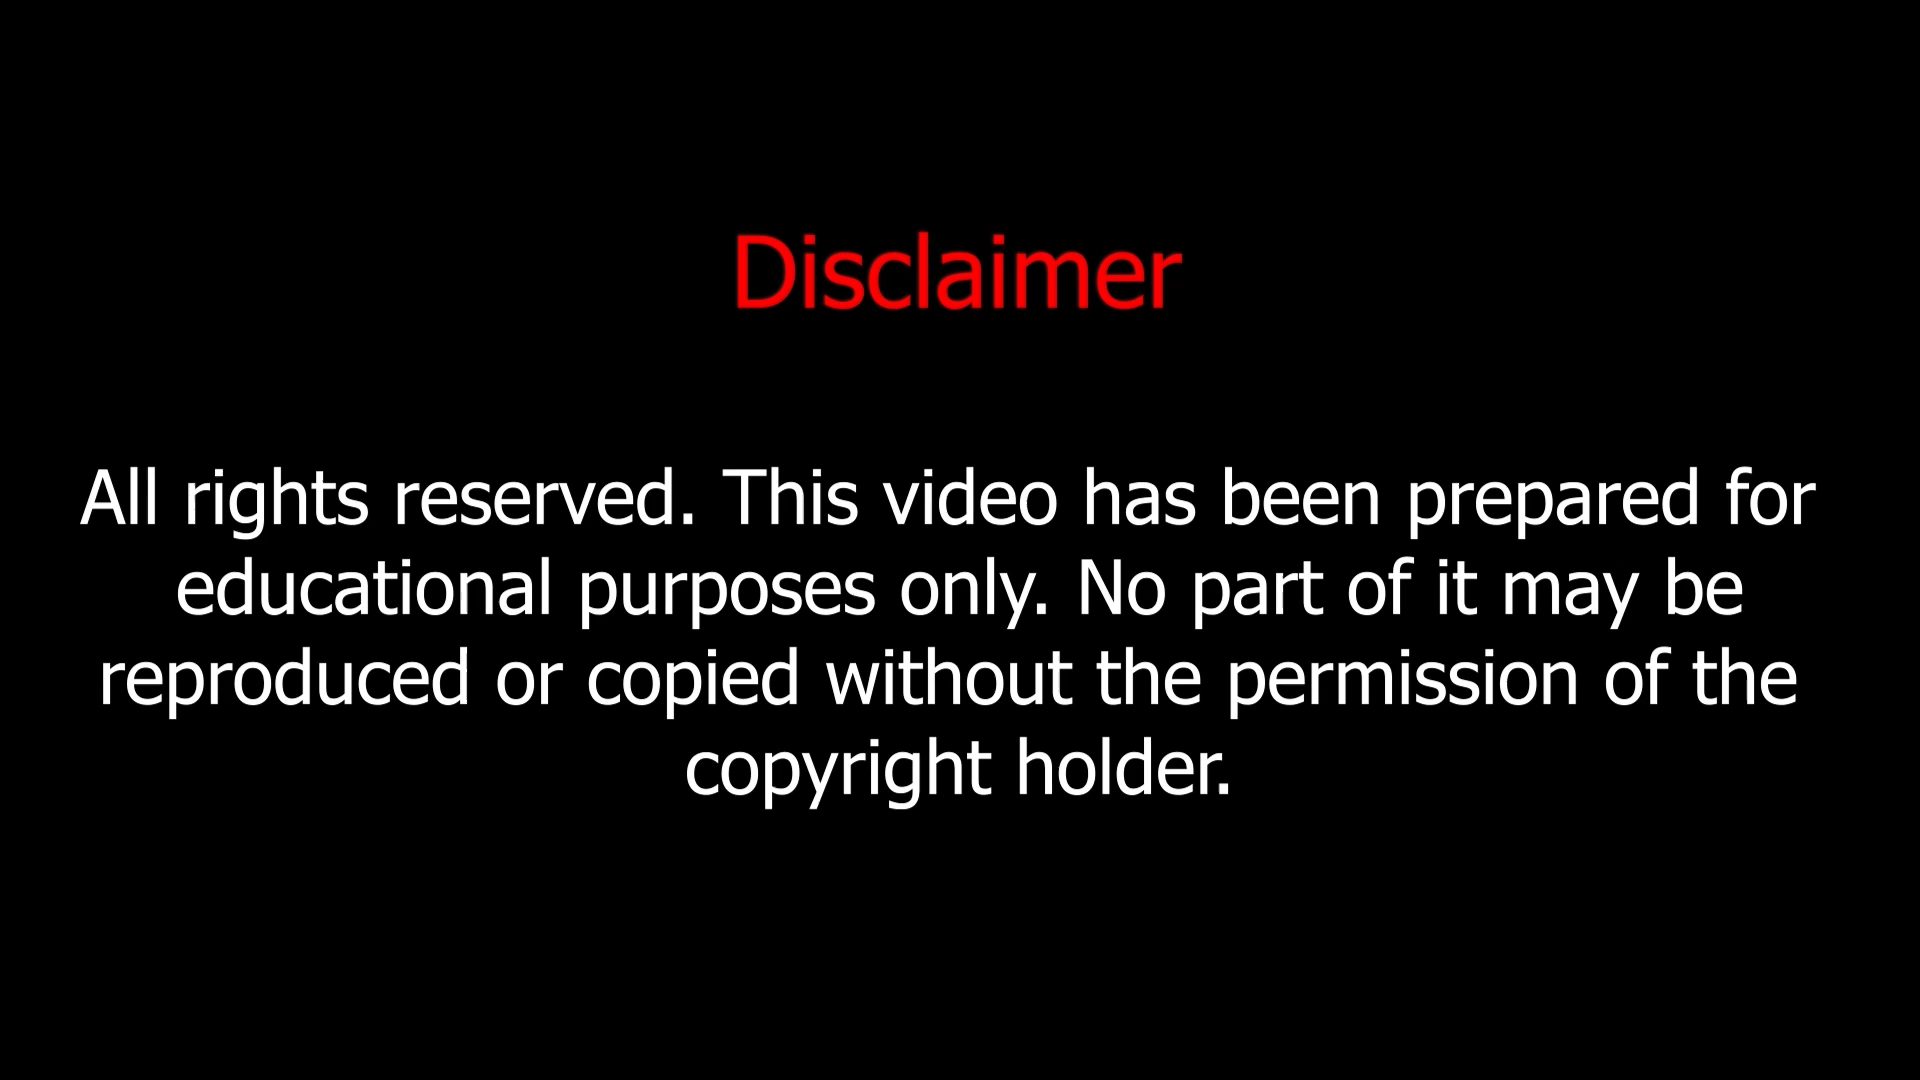 Disclaimer
All rights reserved. This video has been prepared for
educational purposes only. No part of it may be
reproduced or copied without the permission of the
copyright holder.